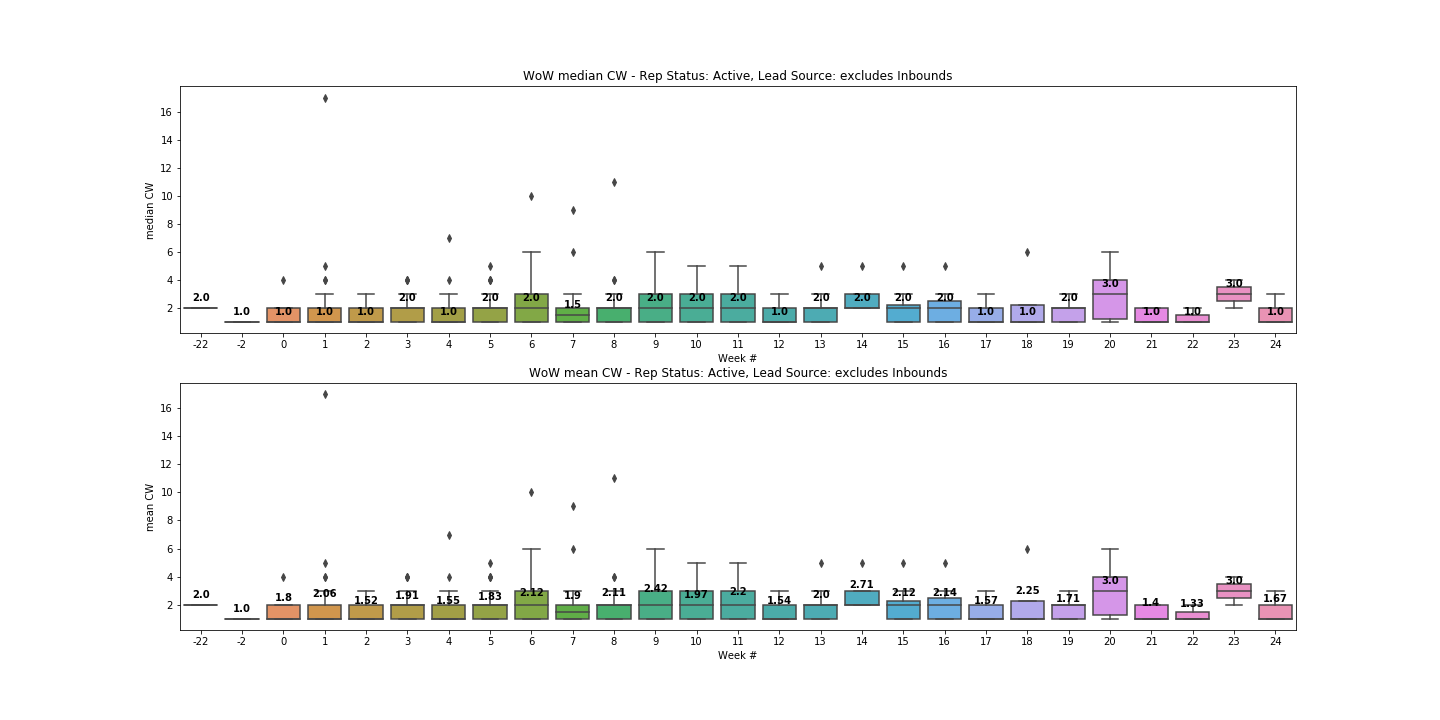 WoW median CW - Rep Status: Active, Lead Source: excludes Inbounds
median CW
16
14
12
10
8
6
4
2
2.0 1.0 1.0 1.0 1.0 2.0 1.0 2.0 2.0 1.5 2.0 2.0 2.0 2.0 1.0 2.0 2.0 2.0 2.0 1.0 1.0 2.0 3.0 1.0 1.0 3.0 1.0
-22 -2 0 1 2 3 4 5 6 7 8 9 10 11 12 13 14 15 16 17 18 19 20 21 22 23 24
Week #
WoW mean CW - Rep Status: Active, Lead Source: excludes Inbounds
mean CW
16
14
12
10
8
6
4
2
2.0 1.0 1.8 2.06 1.52 1.91 1.55 1.83 2.12 1.9 2.11 2.42 1.97 2.2 1.54 2.0 2.71 2.12 2.14 1.57 2.25 1.71 3.0 1.4 1.33 3.0 1.67
-22 -2 0 1 2 3 4 5 6 7 8 9 10 11 12 13 14 15 16 17 18 19 20 21 22 23 24
Week #